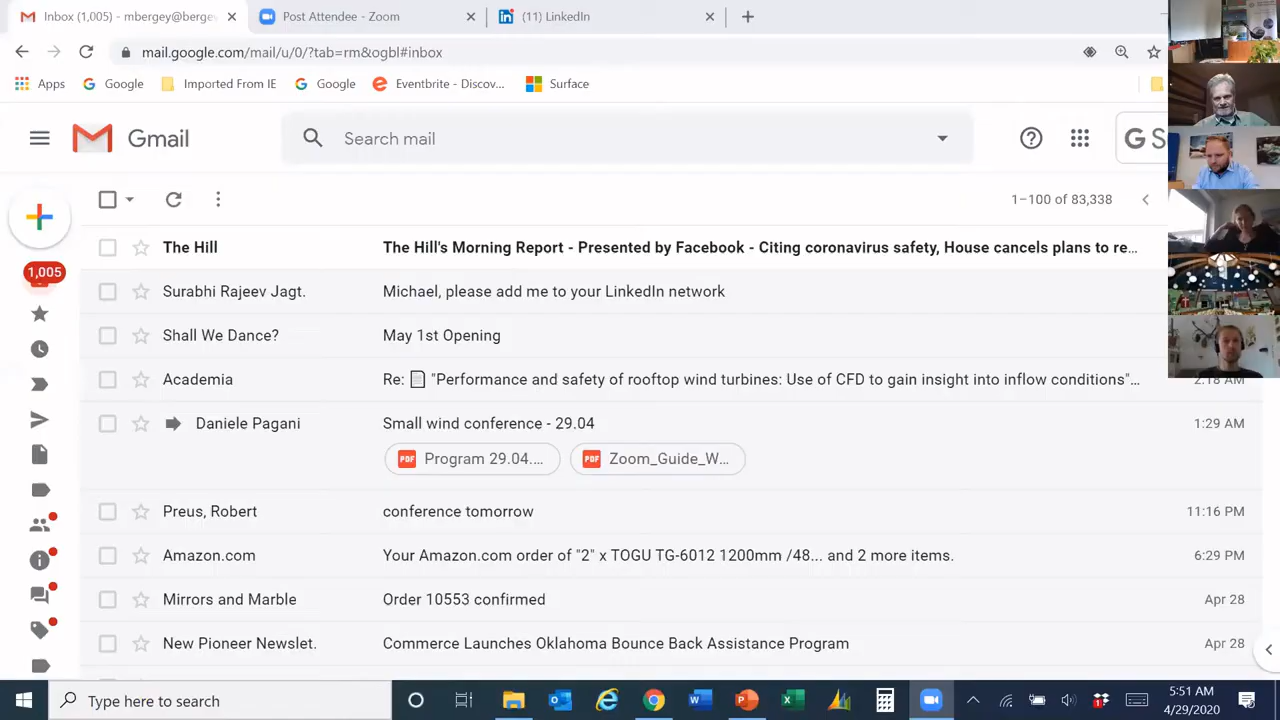 Inbox (1,005) - mbergey@berge
Post Attendee - Zoom
(11) LinkedIn
mail.google.com/mail/u/0/?tab=rm&ogbl#inbox
Apps
Google
Imported From IE
Google
Eventbrite - Discov...
Surface
Gmail
Search mail
G S
1–100 of 83,338
The Hill
The Hill's Morning Report - Presented by Facebook - Citing coronavirus safety, House cancels plans to re...
1,005
Surabhi Rajeev Jagt.
Michael, please add me to your LinkedIn network
Shall We Dance?
May 1st Opening
Academia
Re: "Performance and safety of rooftop wind turbines: Use of CFD to gain insight into inflow conditions"...
2:18 AM
Daniele Pagani
Small wind conference - 29.04
1:29 AM
PDF Program 29.04....
PDF Zoom_Guide_W...
Preus, Robert
conference tomorrow
11:16 PM
Amazon.com
Your Amazon.com order of "2" x TOGU TG-6012 1200mm /48... and 2 more items.
6:29 PM
Mirrors and Marble
Order 10553 confirmed
Apr 28
New Pioneer Newslet.
Commerce Launches Oklahoma Bounce Back Assistance Program
Apr 28
Type here to search
5:51 AM
4/29/2020